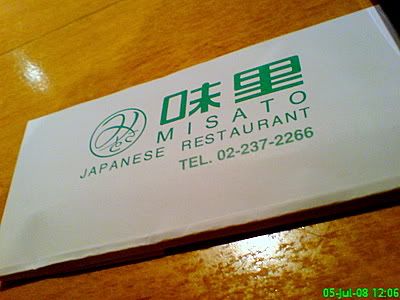 味里
MISATO
JAPANESE RESTAURANT
TEL. 02-237-2266
05-Jul-08 12:06